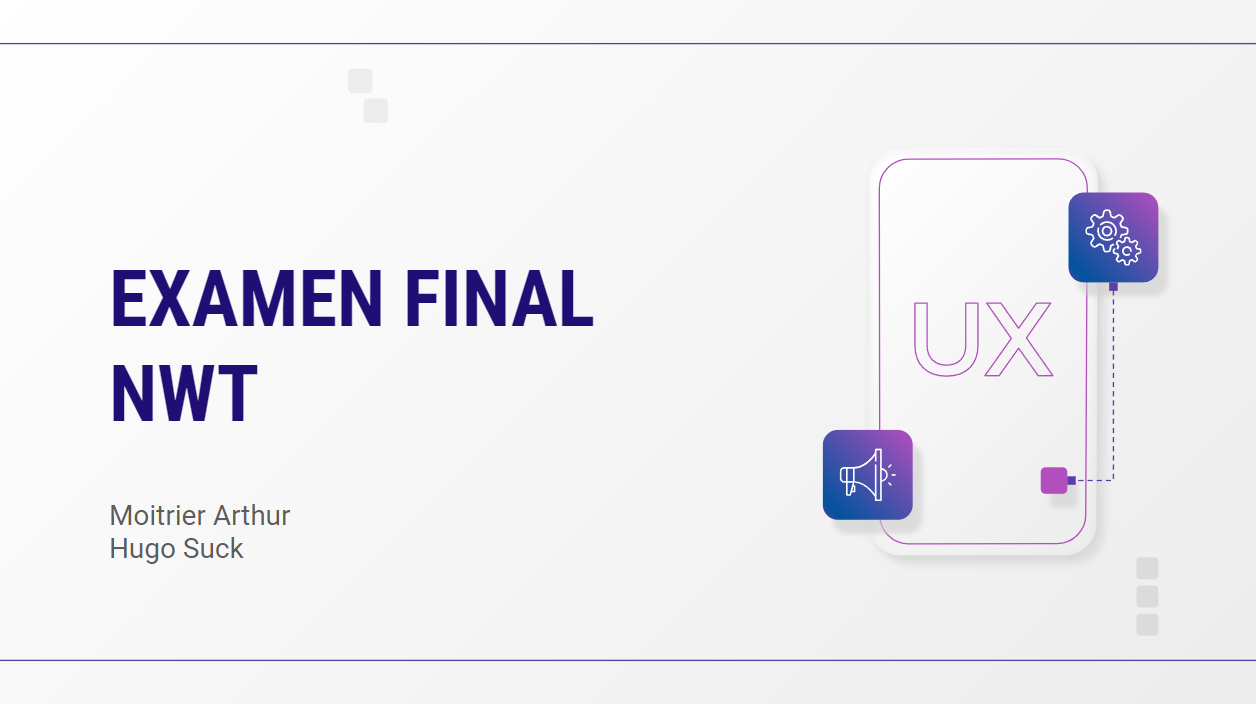 EXAMEN FINAL
NWT
Moitrier Arthur
Hugo Suck
UX